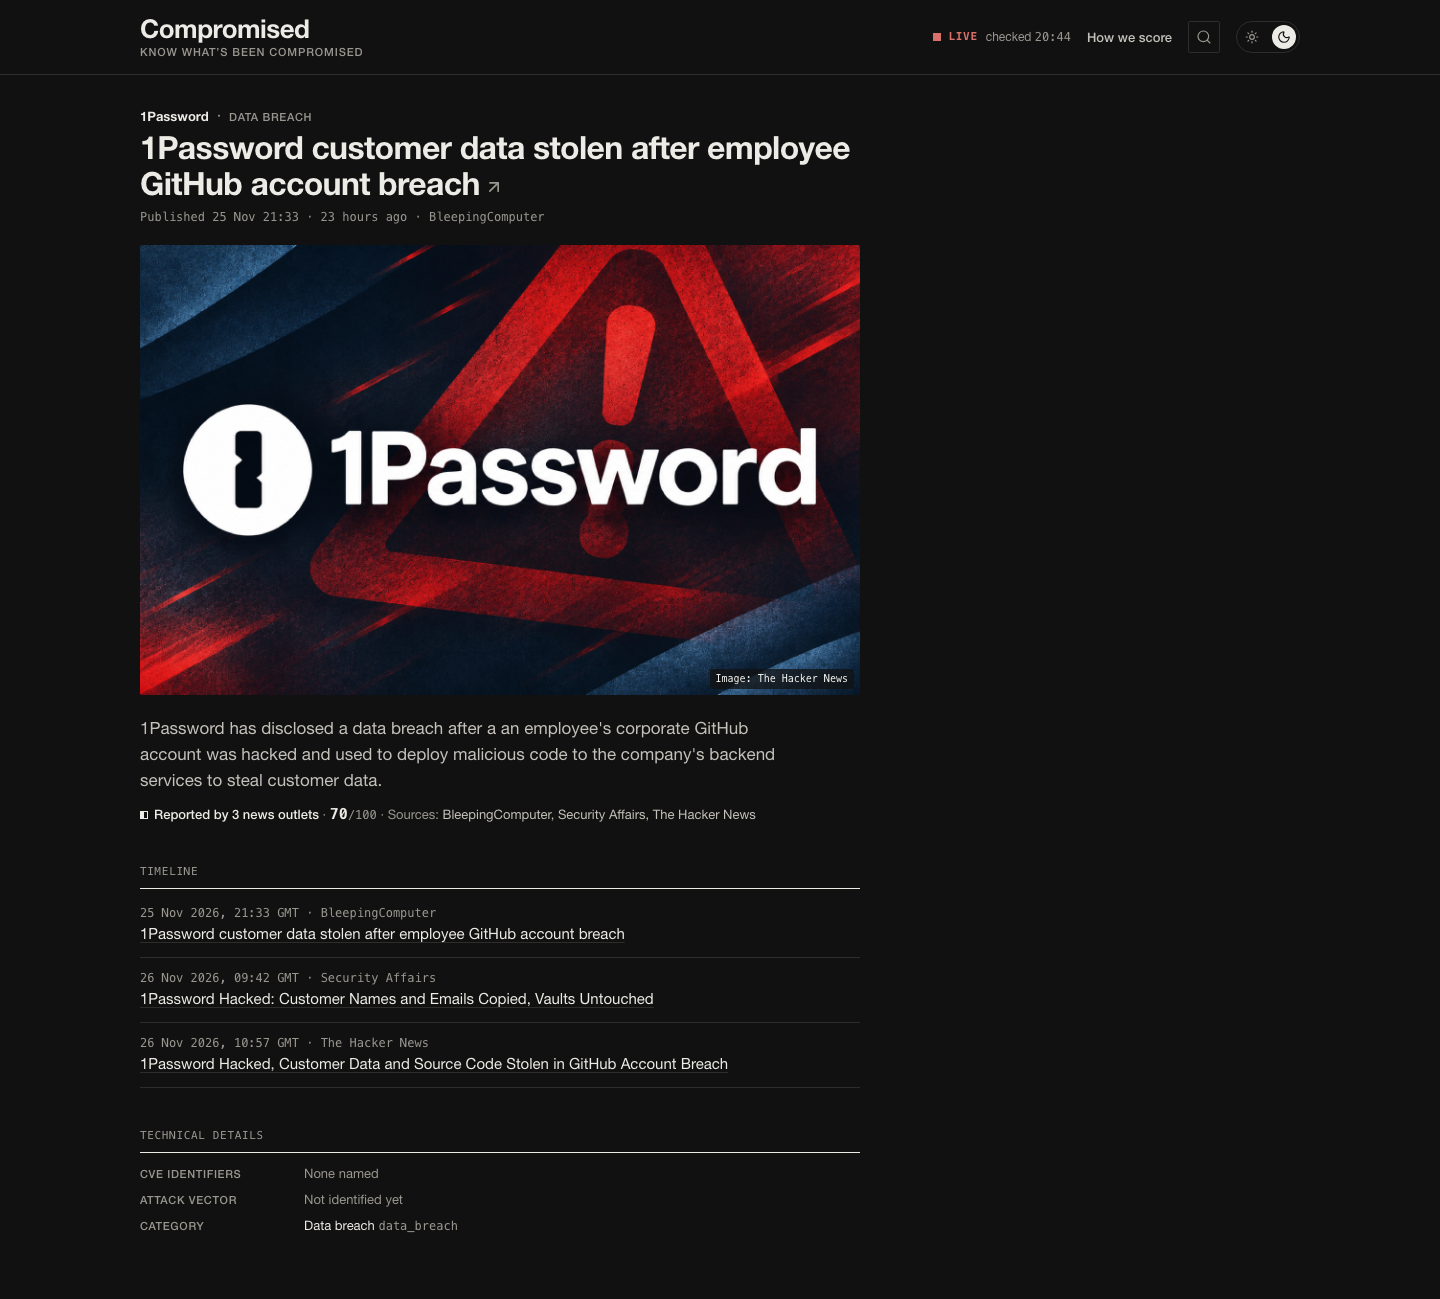 Compromised
KNOW WHAT'S BEEN COMPROMISED
LIVE checked 20:44
How we score
1Password · DATA BREACH
1Password customer data stolen after employee
GitHub account breach
Published 25 Nov 21:33 · 23 hours ago · BleepingComputer
1Password
Image: The Hacker News
1Password has disclosed a data breach after a an employee's corporate GitHub
account was hacked and used to deploy malicious code to the company's backend
services to steal customer data.
Reported by 3 news outlets · 70/100 · Sources: BleepingComputer, Security Affairs, The Hacker News
TIMELINE
25 Nov 2026, 21:33 GMT · BleepingComputer
1Password customer data stolen after employee GitHub account breach
26 Nov 2026, 09:42 GMT · Security Affairs
1Password Hacked: Customer Names and Emails Copied, Vaults Untouched
26 Nov 2026, 10:57 GMT · The Hacker News
1Password Hacked, Customer Data and Source Code Stolen in GitHub Account Breach
TECHNICAL DETAILS
CVE IDENTIFIERS None named
ATTACK VECTOR Not identified yet
CATEGORY Data breach data_breach